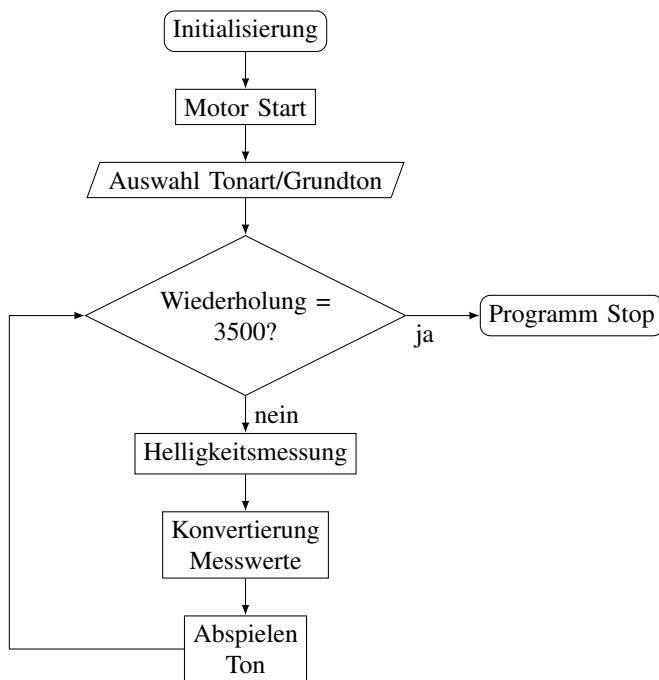 Initialisierung
Motor Start
Auswahl Tonart/Grundton
Wiederholung =
3500?
ja
Programm Stop
nein
Helligkeitsmessung
Konvertierung
Messwerte
Abspielen
Ton